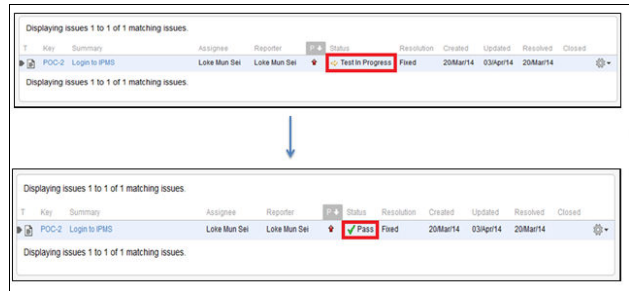 Displaying issues 1 to 1 of 1 matching issues.
T Key Summary Assignee Reporter P Status Resolution Created Updated Resolved Closed
POC-2 Login to IPMS Loke Mun Sei Loke Mun Sei Test In Progress Fixed 20/Mar/14 03/Apr/14 20/Mar/14
Displaying issues 1 to 1 of 1 matching issues.
Displaying issues 1 to 1 of 1 matching issues.
T Key Summary Assignee Reporter P Status Resolution Created Updated Resolved Closed
POC-2 Login to IPMS Loke Mun Sei Loke Mun Sei Pass Fixed 20/Mar/14 03/Apr/14 20/Mar/14
Displaying issues 1 to 1 of 1 matching issues.